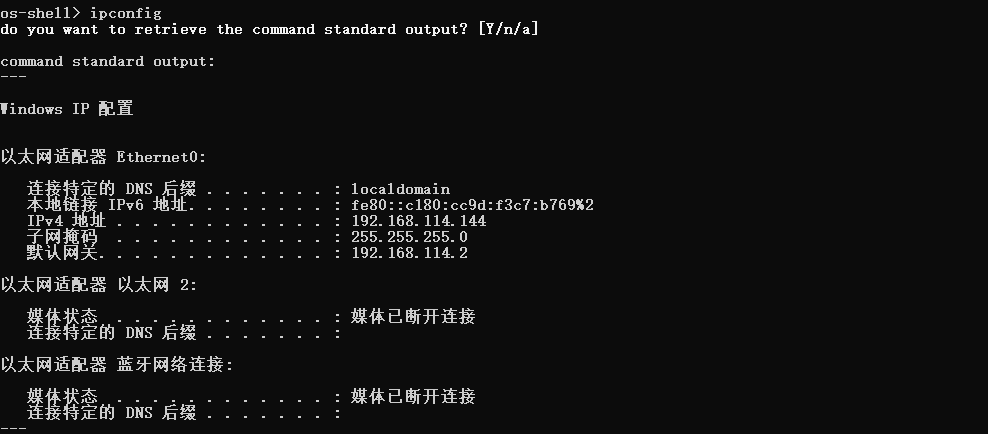 os-shell> ipconfig
do you want to retrieve the command standard output? [Y/n/a]
command standard output:
---
Windows IP 配置
以太网适配器 Ethernet0:
连接特定的 DNS 后缀 . . . . . . . : localdomain
本地链接 IPv6 地址. . . . . . . . : fe80::c180:cc9d:f3c7:b769%2
IPv4 地址 . . . . . . . . . . . . : 192.168.114.144
子网掩码  . . . . . . . . . . . . : 255.255.255.0
默认网关. . . . . . . . . . . . . : 192.168.114.2
以太网适配器 以太网 2:
媒体状态  . . . . . . . . . . . . : 媒体已断开连接
连接特定的 DNS 后缀 . . . . . . . :
以太网适配器 蓝牙网络连接:
媒体状态  . . . . . . . . . . . . : 媒体已断开连接
连接特定的 DNS 后缀 . . . . . . . :
---